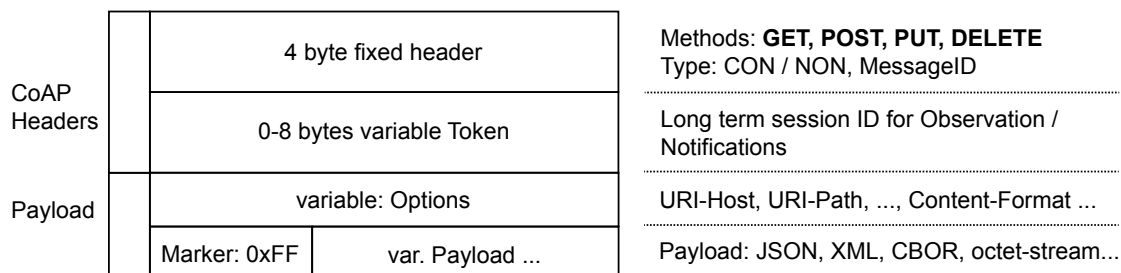 4 byte fixed header
Methods: GET, POST, PUT, DELETE
Type: CON / NON, MessageID
CoAP
Headers
0-8 bytes variable Token
Long term session ID for Observation /
Notifications
Payload
variable: Options
URI-Host, URI-Path, ..., Content-Format ...
Marker: 0xFF
var. Payload ...
Payload: JSON, XML, CBOR, octet-stream...